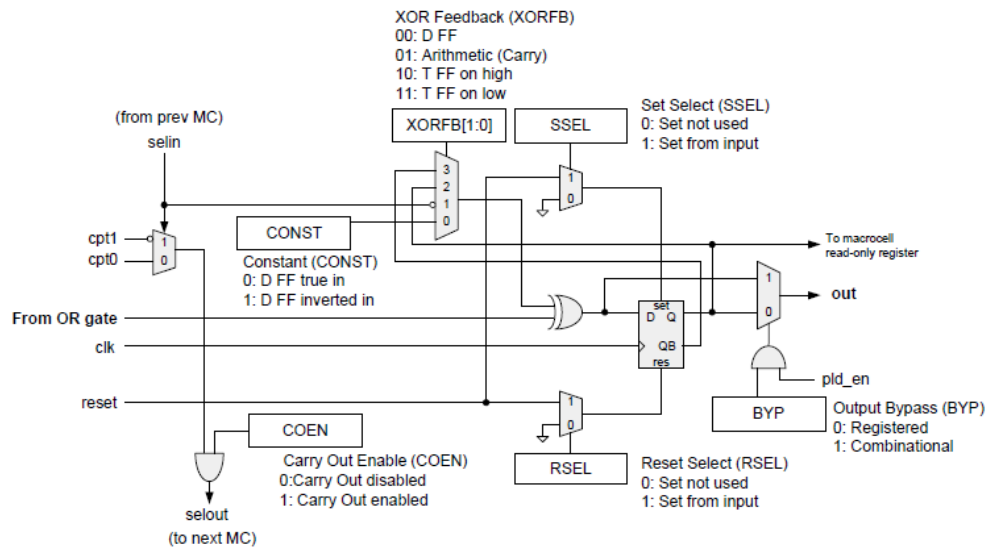 XOR Feedback (XORFB)
00: D FF
01: Arithmetic (Carry)
10: T FF on high
11: T FF on low
(from prev MC)
selin
XORFB[1:0]
SSEL
Set Select (SSEL)
0: Set not used
1: Set from input
3
2
1
0
1
0
cpt1
cpt0
1
0
CONST
Constant (CONST)
0: D FF true in
1: D FF inverted in
To macrocell
read-only register
1
0
out
From OR gate
set
D Q
QB
res
clk
pld_en
reset
1
0
BYP
Output Bypass (BYP)
0: Registered
1: Combinational
COEN
Carry Out Enable (COEN)
0:Carry Out disabled
1: Carry Out enabled
RSEL
Reset Select (RSEL)
0: Set not used
1: Set from input
selout
(to next MC)